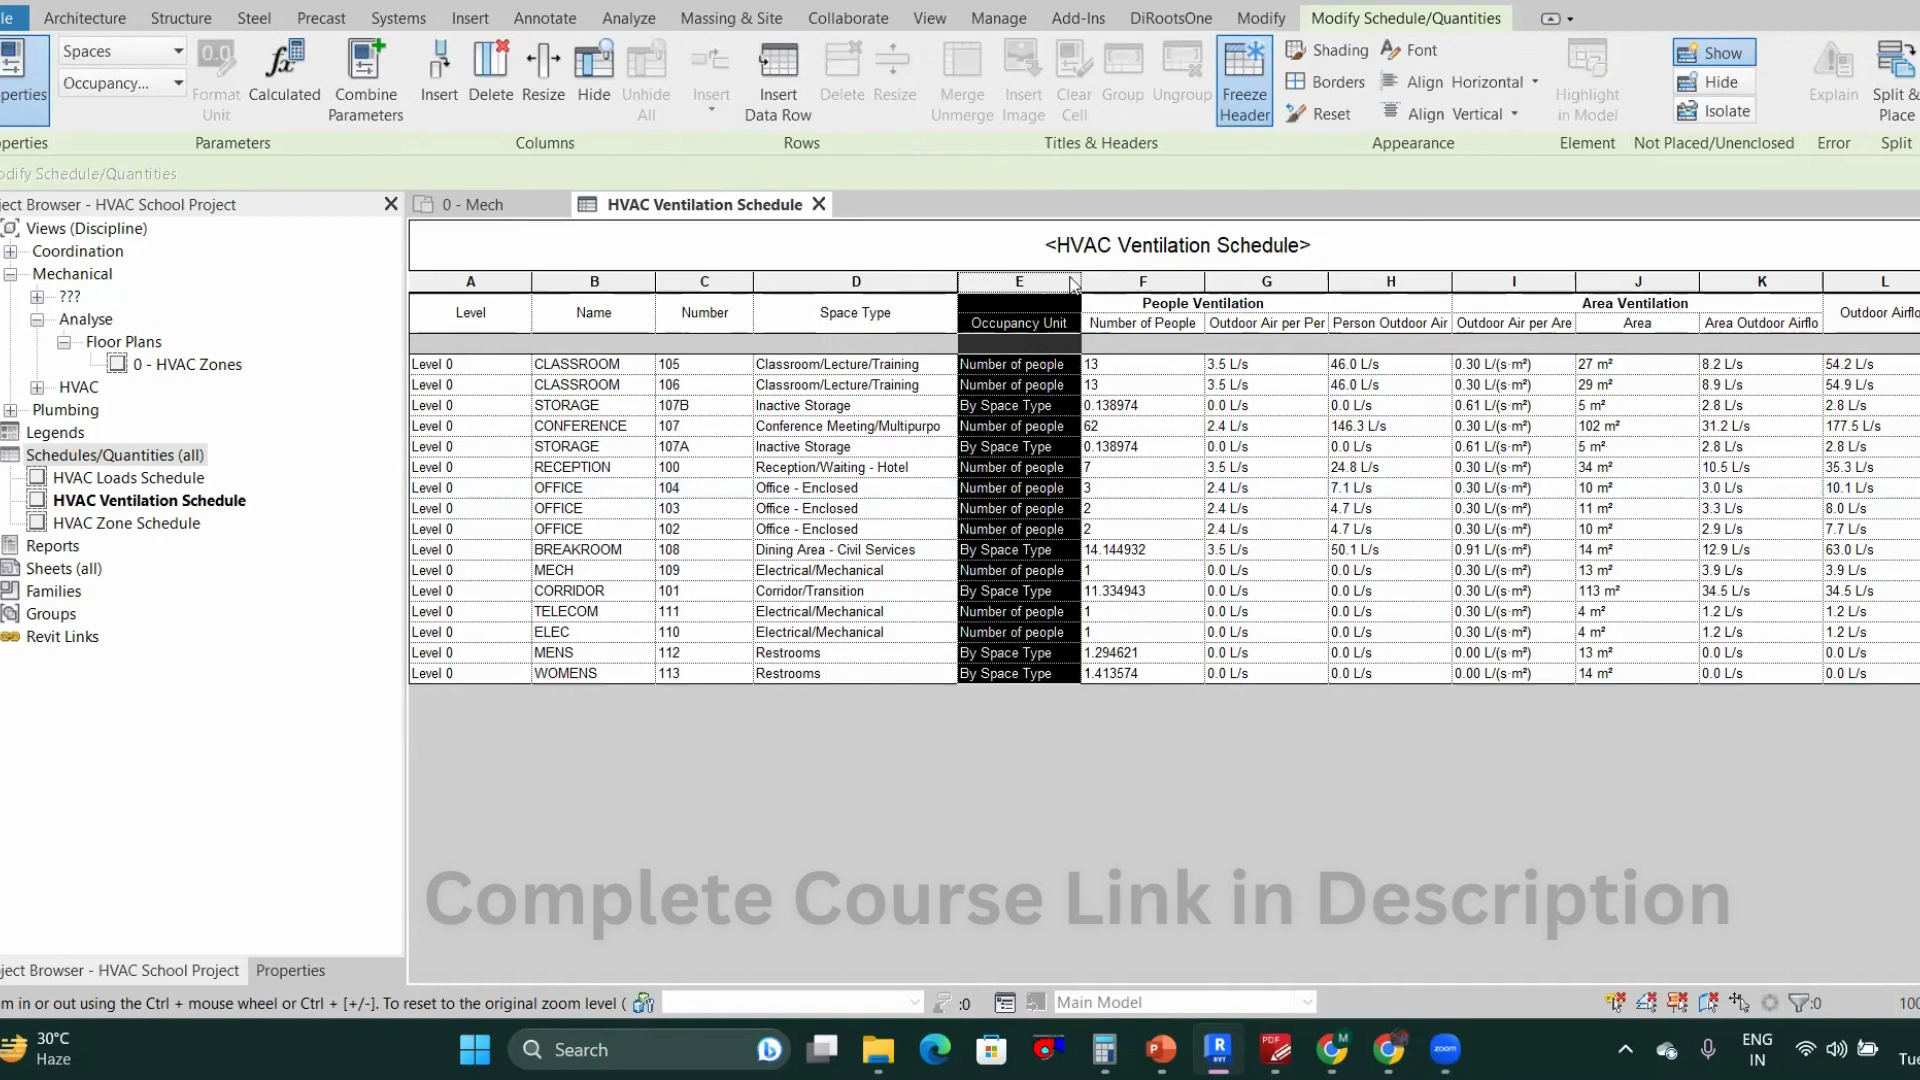 le Architecture Structure Steel Precast Systems Insert Annotate Analyze Massing & Site Collaborate View Manage Add-Ins DiRootsOne Modify Modify Schedule/Quantities
Spaces
Occupancy...
perties
Format Unit
Calculated
Combine Parameters
Insert
Delete
Resize
Hide
Unhide All
Insert
Insert Data Row
Delete
Resize
Merge Unmerge
Insert Image
Clear Cell
Group
Ungroup
Freeze Header
Shading
Borders
Reset
Font
Align Horizontal
Align Vertical
Highlight in Model
Show
Hide
Isolate
Explain
Split & Place
perties Parameters Columns Rows Titles & Headers Appearance Element Not Placed/Unenclosed Error Split
odify Schedule/Quantities
ject Browser - HVAC School Project
0 - Mech
HVAC Ventilation Schedule
Views (Discipline)
Coordination
Mechanical
???
Analyse
Floor Plans
0 - HVAC Zones
HVAC
Plumbing
Legends
Schedules/Quantities (all)
HVAC Loads Schedule
HVAC Ventilation Schedule
HVAC Zone Schedule
Reports
Sheets (all)
Families
Groups
Revit Links
<HVAC Ventilation Schedule>
A B C D E F G H I J K L
People Ventilation Area Ventilation
Level Name Number Space Type Occupancy Unit Number of People Outdoor Air per Per Person Outdoor Air Outdoor Air per Are Area Area Outdoor Airflo Outdoor Airflo
Level 0 CLASSROOM 105 Classroom/Lecture/Training Number of people 13 3.5 L/s 46.0 L/s 0.30 L/(s·m²) 27 m² 8.2 L/s 54.2 L/s
Level 0 CLASSROOM 106 Classroom/Lecture/Training Number of people 13 3.5 L/s 46.0 L/s 0.30 L/(s·m²) 29 m² 8.9 L/s 54.9 L/s
Level 0 STORAGE 107B Inactive Storage By Space Type 0.138974 0.0 L/s 0.0 L/s 0.61 L/(s·m²) 5 m² 2.8 L/s 2.8 L/s
Level 0 CONFERENCE 107 Conference Meeting/Multipurpo Number of people 62 2.4 L/s 146.3 L/s 0.30 L/(s·m²) 102 m² 31.2 L/s 177.5 L/s
Level 0 STORAGE 107A Inactive Storage By Space Type 0.138974 0.0 L/s 0.0 L/s 0.61 L/(s·m²) 5 m² 2.8 L/s 2.8 L/s
Level 0 RECEPTION 100 Reception/Waiting - Hotel Number of people 7 3.5 L/s 24.8 L/s 0.30 L/(s·m²) 34 m² 10.5 L/s 35.3 L/s
Level 0 OFFICE 104 Office - Enclosed Number of people 3 2.4 L/s 7.1 L/s 0.30 L/(s·m²) 10 m² 3.0 L/s 10.1 L/s
Level 0 OFFICE 103 Office - Enclosed Number of people 2 2.4 L/s 4.7 L/s 0.30 L/(s·m²) 11 m² 3.3 L/s 8.0 L/s
Level 0 OFFICE 102 Office - Enclosed Number of people 2 2.4 L/s 4.7 L/s 0.30 L/(s·m²) 10 m² 2.9 L/s 7.7 L/s
Level 0 BREAKROOM 108 Dining Area - Civil Services By Space Type 14.144932 3.5 L/s 50.1 L/s 0.91 L/(s·m²) 14 m² 12.9 L/s 63.0 L/s
Level 0 MECH 109 Electrical/Mechanical Number of people 1 0.0 L/s 0.0 L/s 0.30 L/(s·m²) 13 m² 3.9 L/s 3.9 L/s
Level 0 CORRIDOR 101 Corridor/Transition By Space Type 11.334943 0.0 L/s 0.0 L/s 0.30 L/(s·m²) 113 m² 34.5 L/s 34.5 L/s
Level 0 TELECOM 111 Electrical/Mechanical Number of people 1 0.0 L/s 0.0 L/s 0.30 L/(s·m²) 4 m² 1.2 L/s 1.2 L/s
Level 0 ELEC 110 Electrical/Mechanical Number of people 1 0.0 L/s 0.0 L/s 0.30 L/(s·m²) 4 m² 1.2 L/s 1.2 L/s
Level 0 MENS 112 Restrooms By Space Type 1.294621 0.0 L/s 0.0 L/s 0.00 L/(s·m²) 13 m² 0.0 L/s 0.0 L/s
Level 0 WOMENS 113 Restrooms By Space Type 1.413574 0.0 L/s 0.0 L/s 0.00 L/(s·m²) 14 m² 0.0 L/s 0.0 L/s
Complete Course Link in Description
ject Browser - HVAC School Project Properties
m in or out using the Ctrl + mouse wheel or Ctrl + [+/-]. To reset to the original zoom level ( :0 Main Model :0 100
30°C
Haze
Search
R
RVT
PDF
M
zoom
ENG
IN
Tue